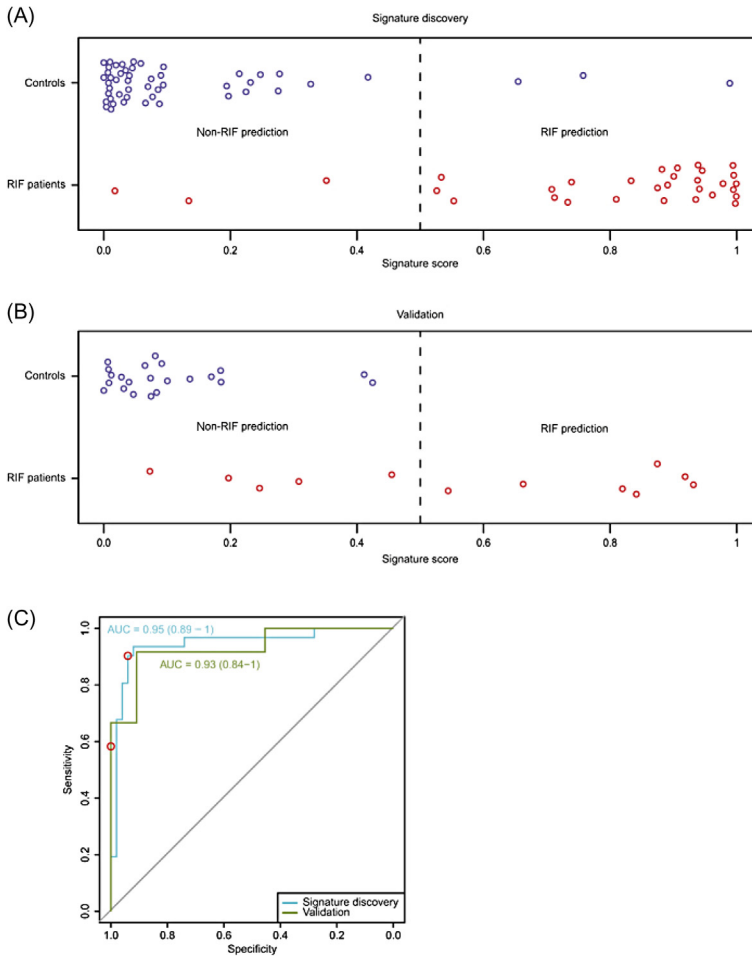 (A)
Signature discovery
Controls
Non-RIF prediction RIF prediction
RIF patients
0.0 0.2 0.4 0.6 0.8 1
Signature score
(B)
Validation
Controls
Non-RIF prediction RIF prediction
RIF patients
0.0 0.2 0.4 0.6 0.8 1
Signature score
(C)
AUC = 0.95 (0.89 − 1)
AUC = 0.93 (0.84−1)
Sensitivity
1.0
0.8
0.6
0.4
0.2
0.0
Signature discovery
Validation
1.0 0.8 0.6 0.4 0.2 0.0
Specificity